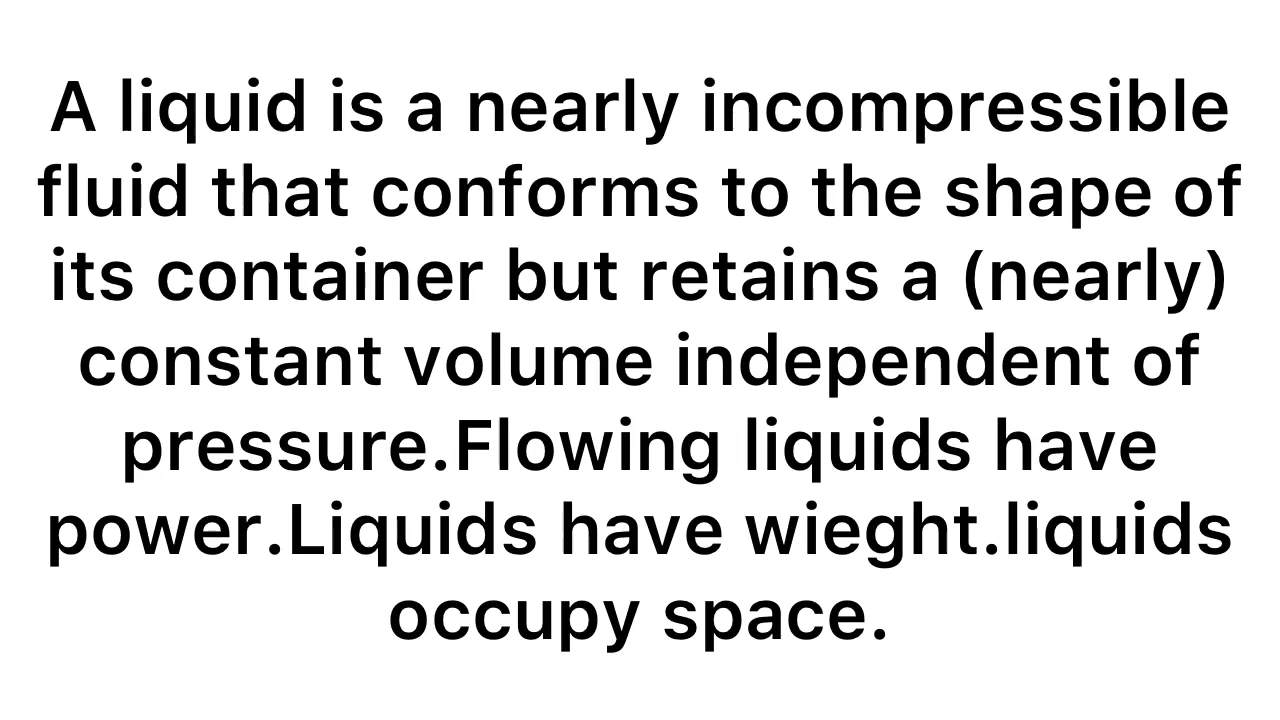 A liquid is a nearly incompressible
fluid that conforms to the shape of
its container but retains a (nearly)
constant volume independent of
pressure.Flowing liquids have
power.Liquids have wieght.liquids
occupy space.